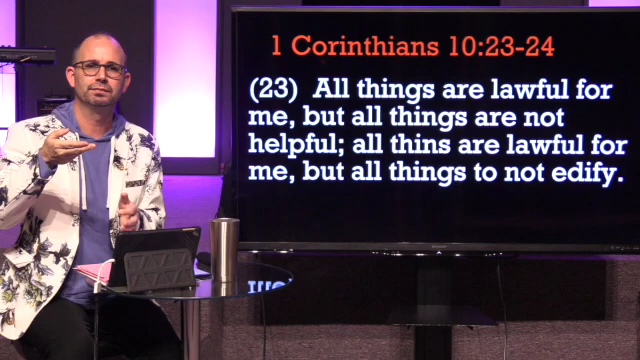 1 Corinthians 10:23-24
(23) All things are lawful for
me, but all things are not
helpful; all thins are lawful for
me, but all things to not edify.